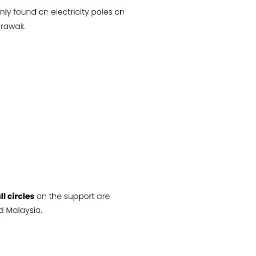 nly found on electricity poles on
rawak.
ll circles on the support are
d Malaysia.